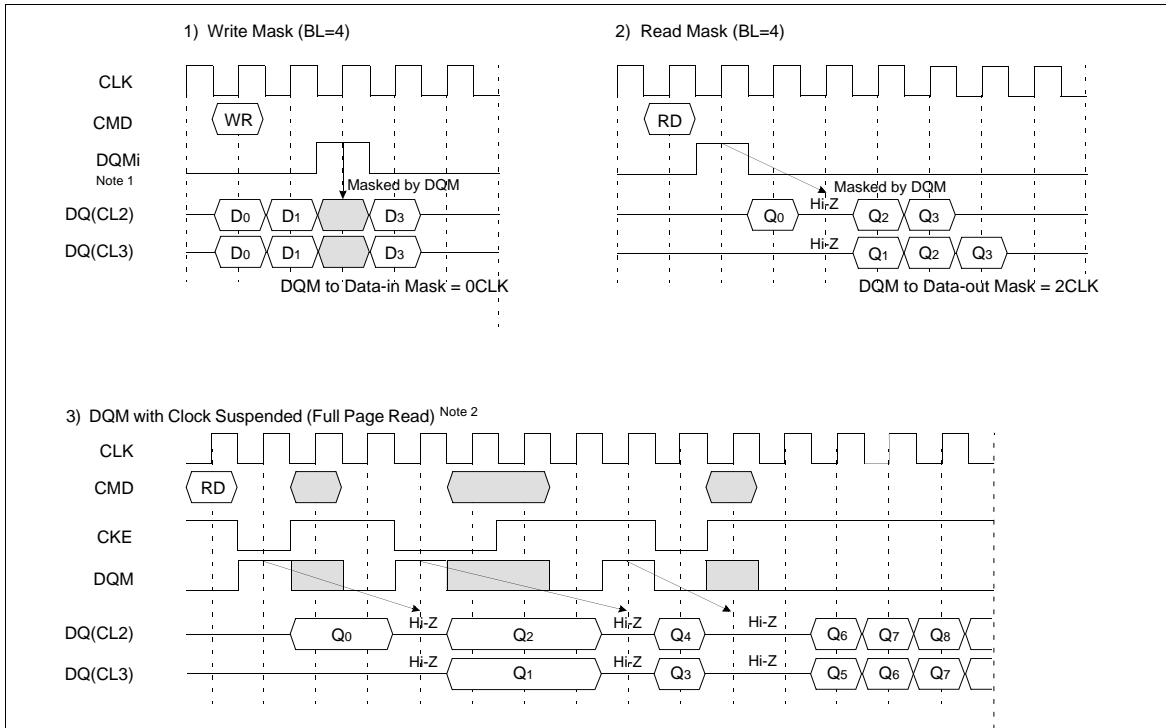 1) Write Mask (BL=4)
CLK
CMD
WR
DQMi
Note 1
Masked by DQM
DQ(CL2)
D0 D1 D3
DQ(CL3)
D0 D1 D3
DQM to Data-in Mask = 0CLK
2) Read Mask (BL=4)
RD
Masked by DQM
Q0 Hi-Z Q2 Q3
Hi-Z Q1 Q2 Q3
DQM to Data-out Mask = 2CLK
3) DQM with Clock Suspended (Full Page Read) Note 2
CLK
CMD
RD
CKE
DQM
DQ(CL2)
Q0 Hi-Z Q2 Hi-Z Q4 Hi-Z Q6 Q7 Q8
DQ(CL3)
Hi-Z Q1 Hi-Z Q3 Hi-Z Q5 Q6 Q7